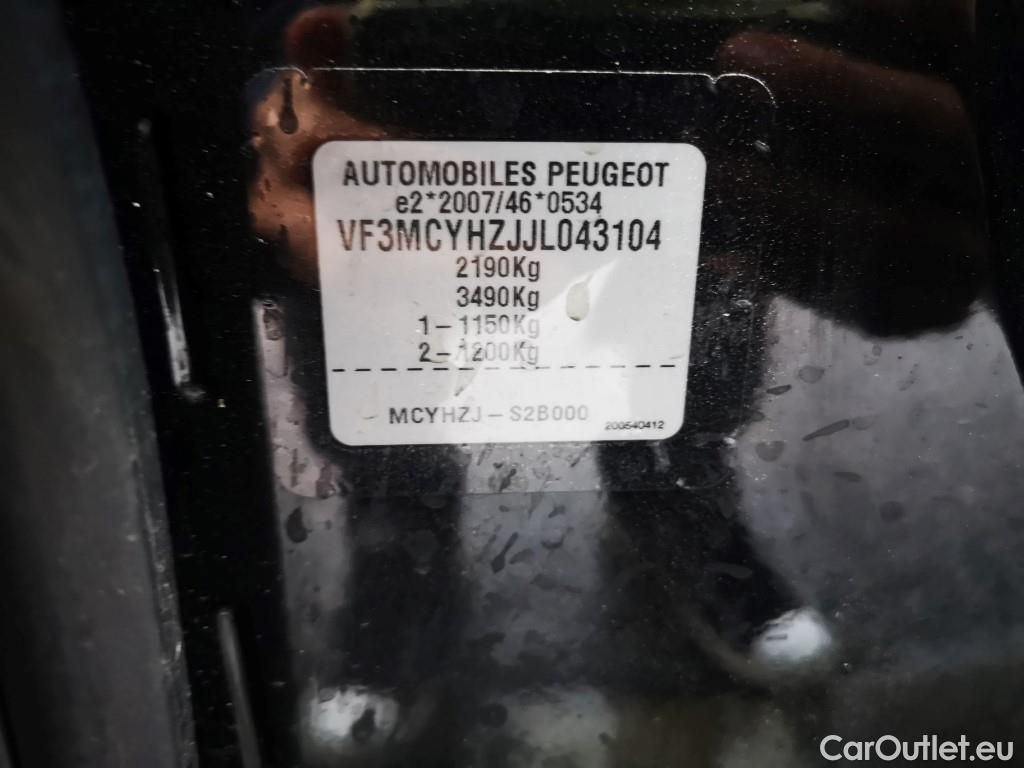 AUTOMOBILES PEUGEOT
e2*2007/46*0534
VF3MCYHZJJL043104
2190Kg
3490Kg
1-1150Kg
2-1200Kg
MCYHZJ-S2B000
200540412
CarOutlet.eu